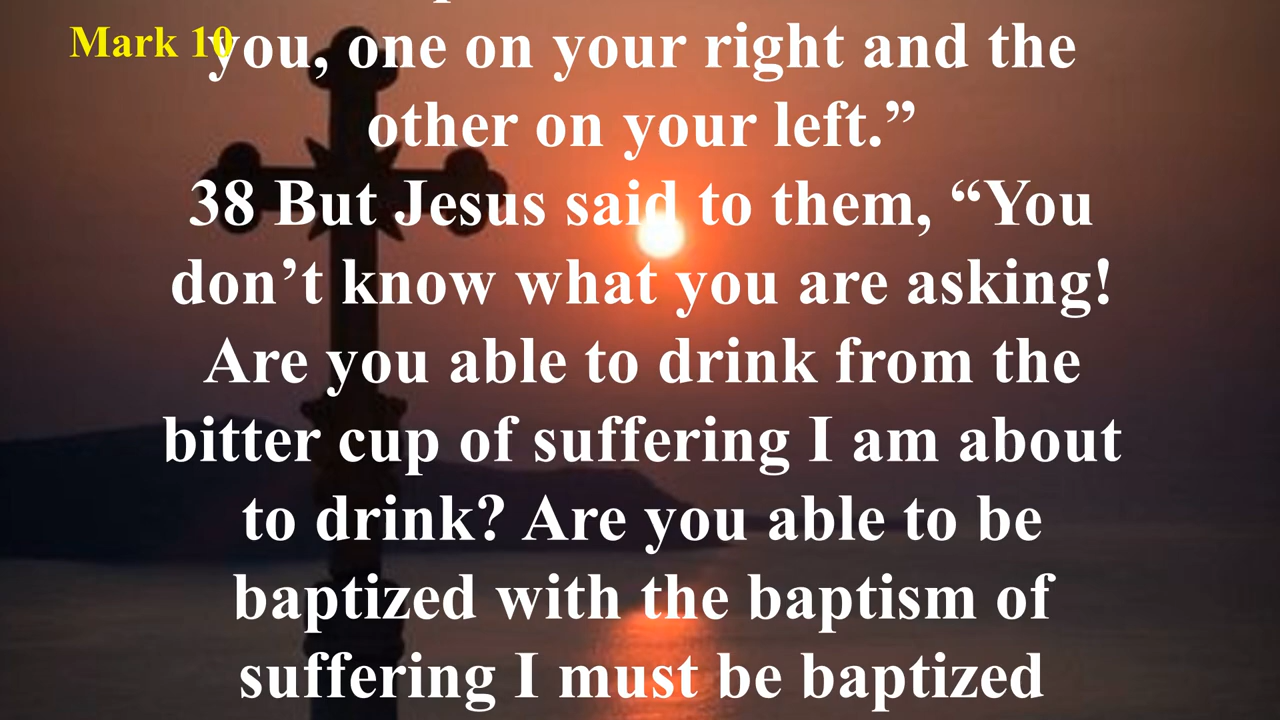 Mark 10
you, one on your right and the
other on your left.”
38 But Jesus said to them, “You
don’t know what you are asking!
Are you able to drink from the
bitter cup of suffering I am about
to drink? Are you able to be
baptized with the baptism of
suffering I must be baptized